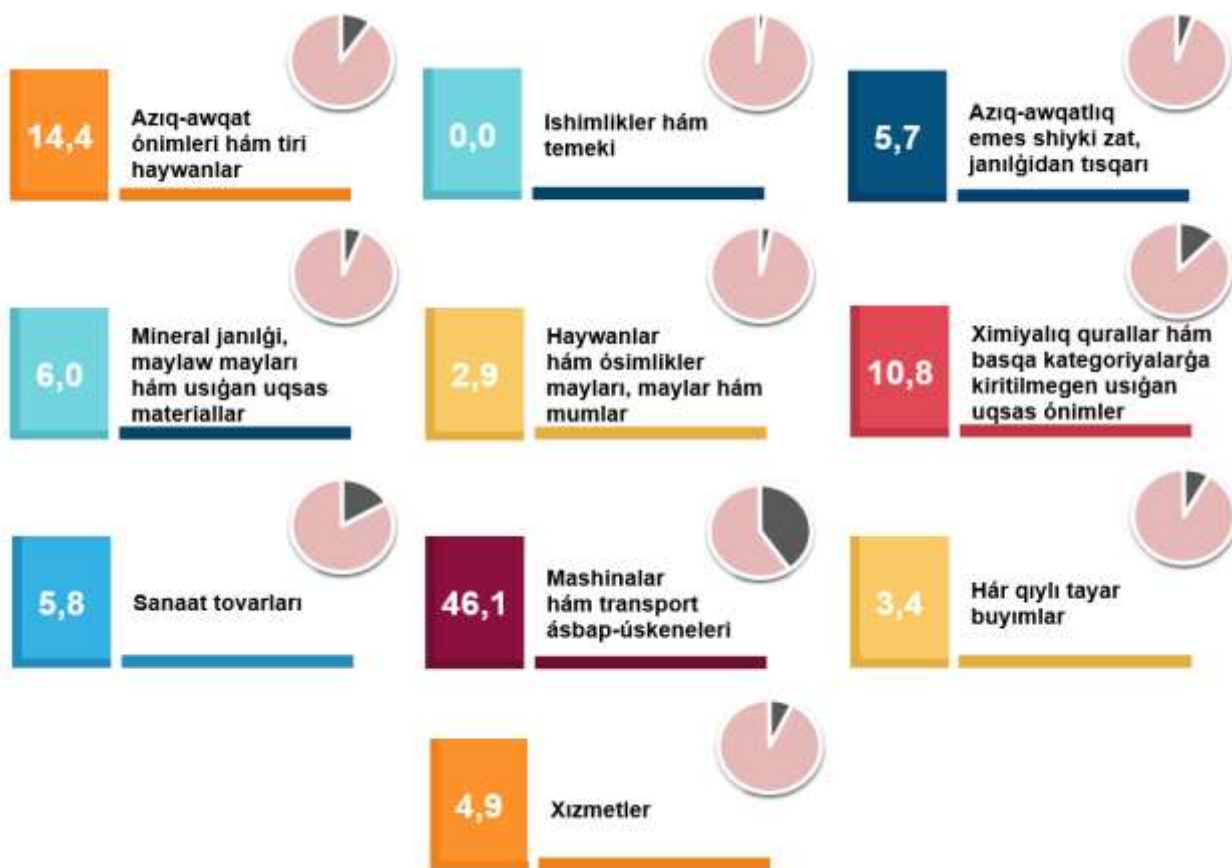 14,4
Azıq-awqat
ónimleri hám tiri
haywanlar
0,0
Ishimlikler hám
temeki
5,7
Azıq-awqatlıq
emes shiyki zat,
janılǵidan tısqarı
6,0
Mineral janılǵi,
maylaw mayları
hám usıǵan uqsas
materiallar
2,9
Haywanlar
hám ósimlikler
mayları, maylar hám
mumlar
10,8
Ximiyalıq qurallar hám
basqa kategoriyalarǵa
kiritilmegen usıǵan
uqsas ónimler
5,8
Sanaat tovarları
46,1
Mashinalar
hám transport
ásbap-úskeneleri
3,4
Hár qıylı tayar
buyımlar
4,9
Xızmetler